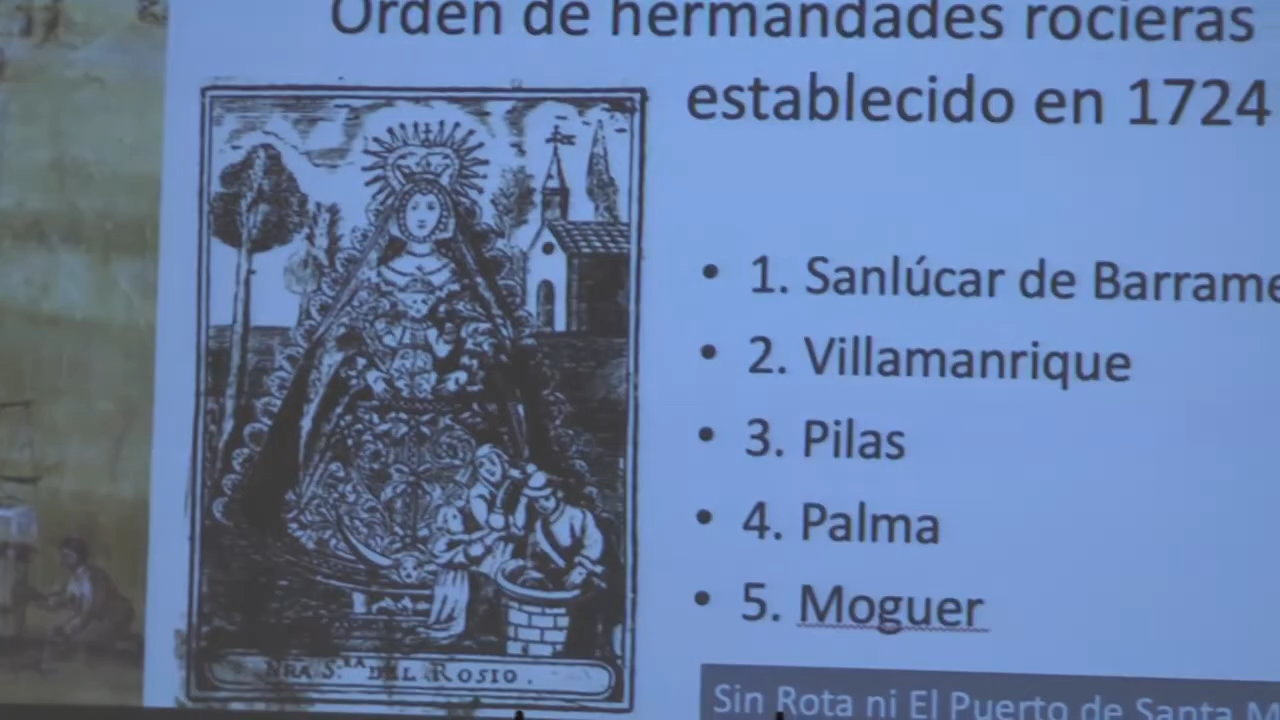 Orden de hermandades rocieras
establecido en 1724
• 1. Sanlúcar de Barrame
• 2. Villamanrique
• 3. Pilas
• 4. Palma
• 5. Moguer
NRA S.RA DEL ROSIO.
Sin Rota ni El Puerto de Santa M